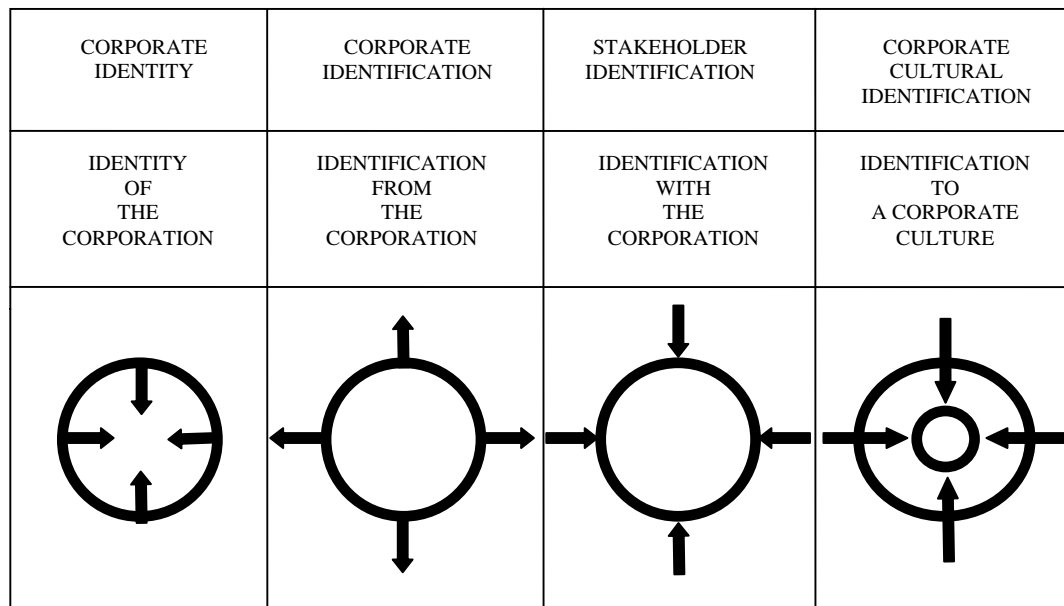 CORPORATE
IDENTITY
CORPORATE
IDENTIFICATION
STAKEHOLDER
IDENTIFICATION
CORPORATE
CULTURAL
IDENTIFICATION
IDENTITY
OF
THE
CORPORATION
IDENTIFICATION
FROM
THE
CORPORATION
IDENTIFICATION
WITH
THE
CORPORATION
IDENTIFICATION
TO
A CORPORATE
CULTURE